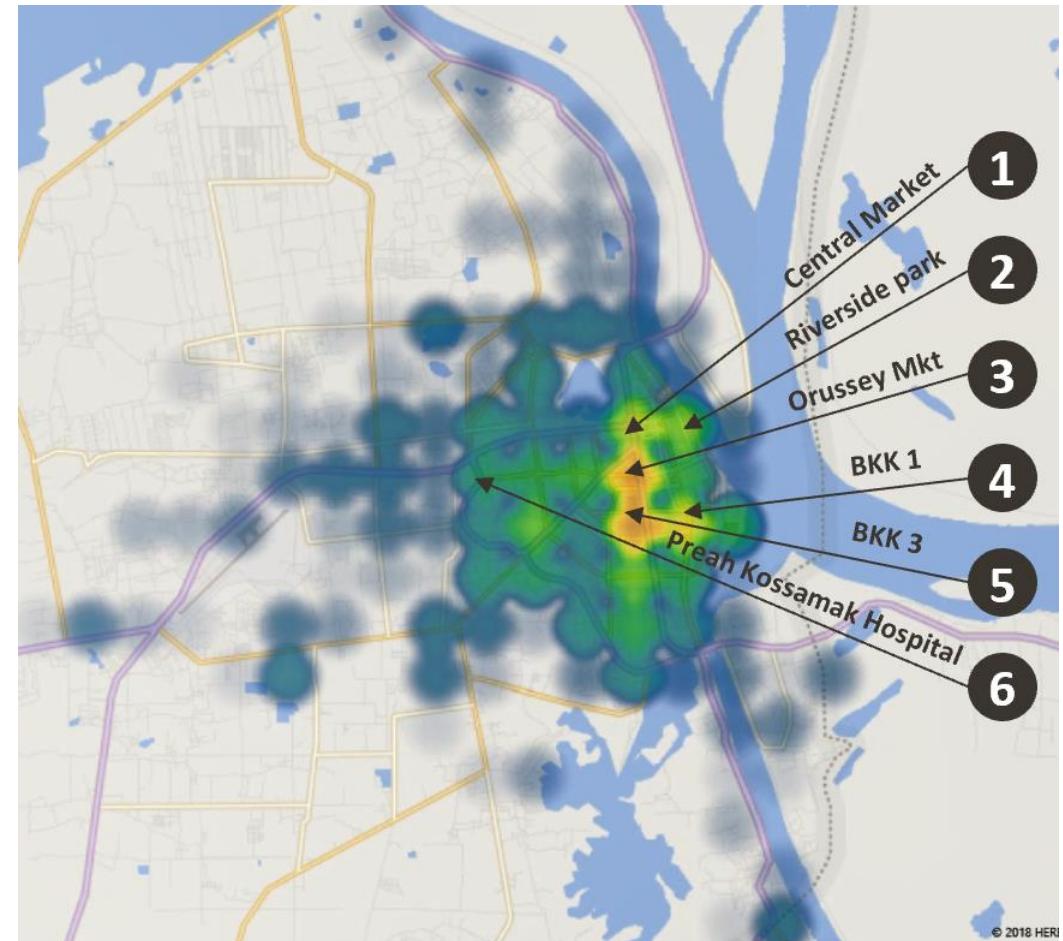 Central Market
1
Riverside park
2
Orussey Mkt
3
BKK 1
4
BKK 3
5
Preah Kossamak Hospital
6
© 2018 HER